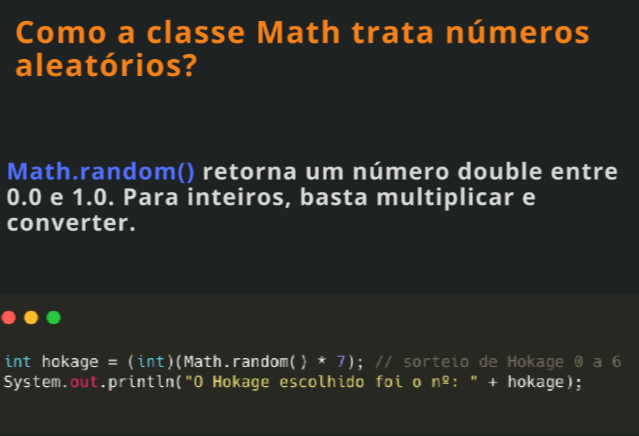 Como a classe Math trata números
aleatórios?
Math.random() retorna um número double entre
0.0 e 1.0. Para inteiros, basta multiplicar e
converter.
int hokage = (int)(Math.random() * 7); // sorteio de Hokage 0 a 6
System.out.println("O Hokage escolhido foi o nº: " + hokage);